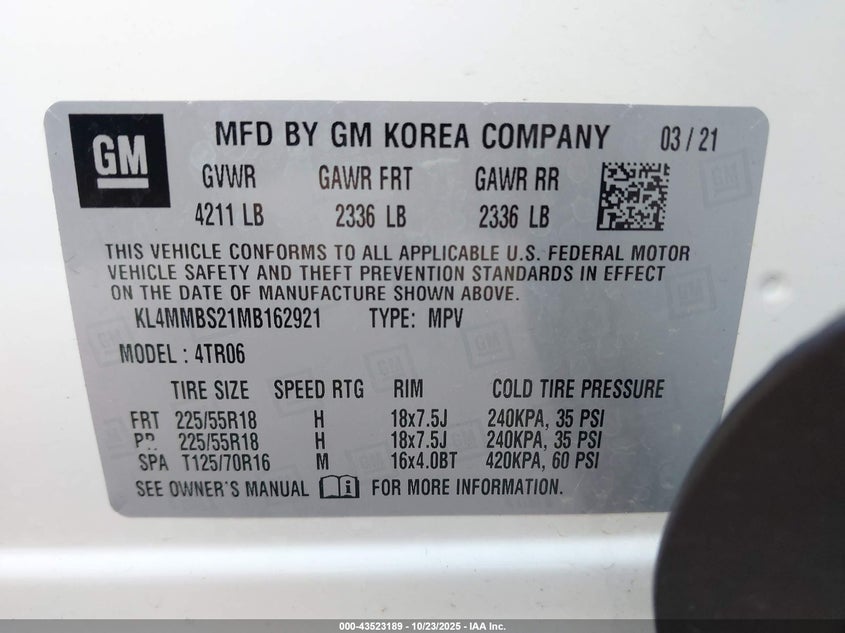 GM
MFD BY GM KOREA COMPANY 03 / 21
GVWR GAWR FRT GAWR RR
4211 LB 2336 LB 2336 LB
THIS VEHICLE CONFORMS TO ALL APPLICABLE U.S. FEDERAL MOTOR
VEHICLE SAFETY AND THEFT PREVENTION STANDARDS IN EFFECT
ON THE DATE OF MANUFACTURE SHOWN ABOVE.
KL4MMBS21MB162921 TYPE: MPV
MODEL : 4TR06
TIRE SIZE SPEED RTG RIM COLD TIRE PRESSURE
FRT 225/55R18 H 18x7.5J 240KPA, 35 PSI
225/55R18 H 18x7.5J 240KPA, 35 PSI
SPA T125/70R16 M 16x4.0BT 420KPA, 60 PSI
SEE OWNER'S MANUAL FOR MORE INFORMATION.
000-43523189 - 10/23/2025 - IAA Inc.